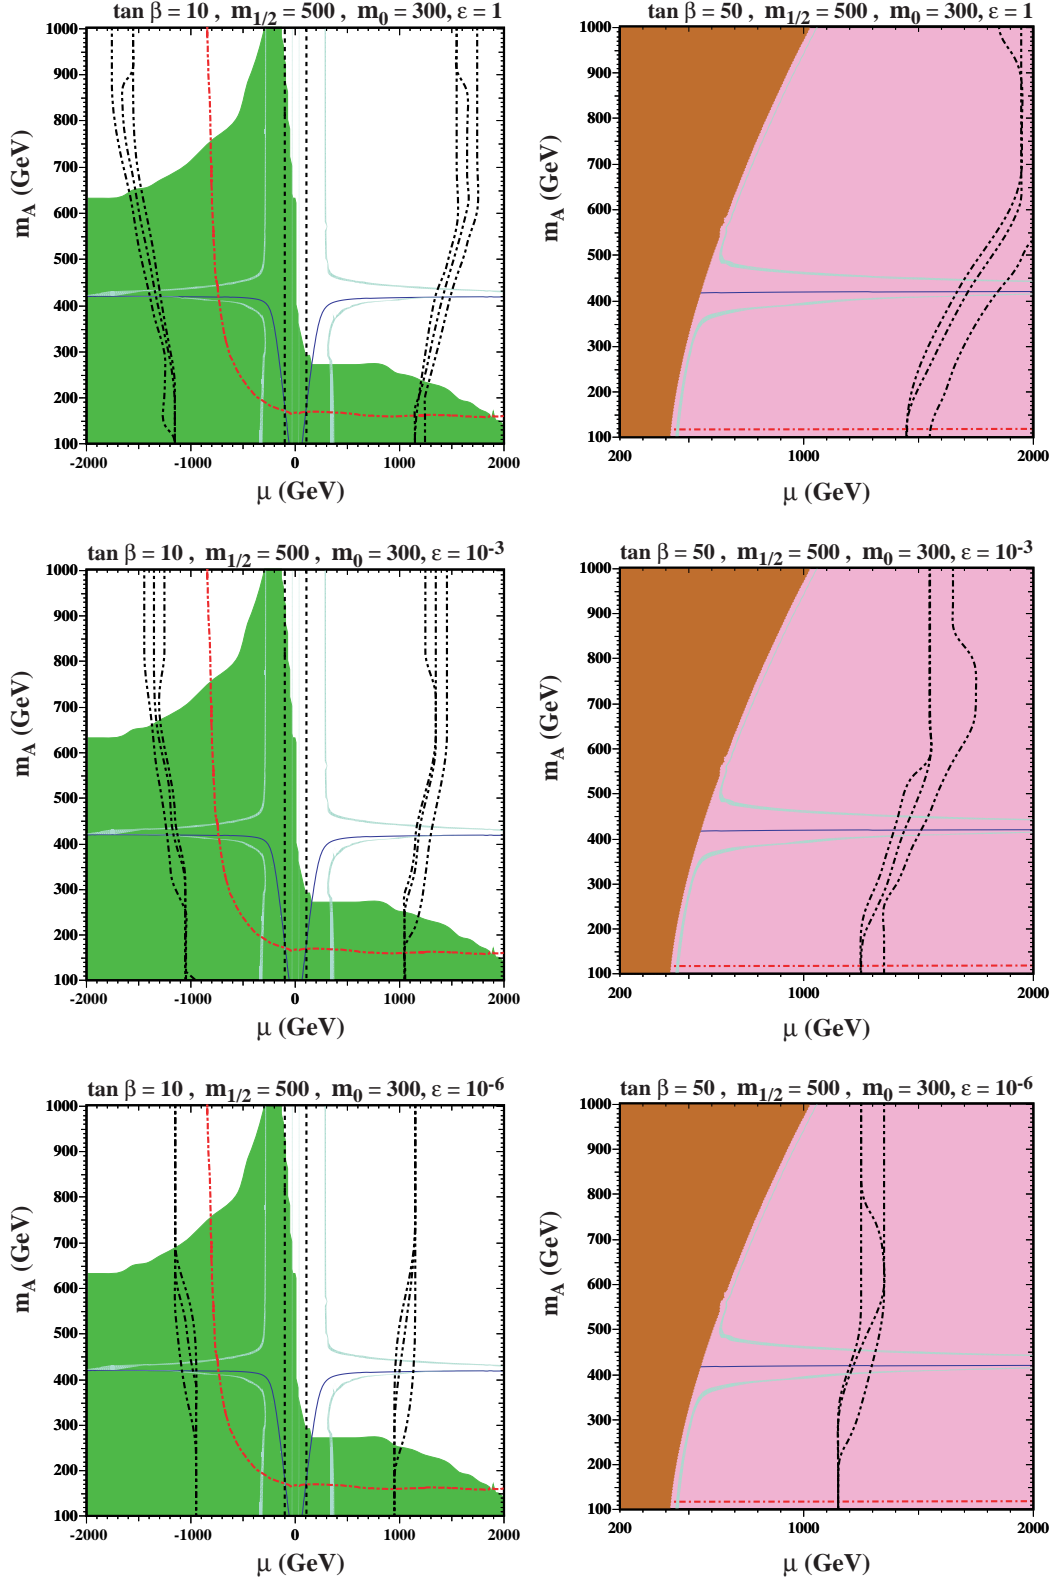 tan β = 10 , m1/2 = 500 , m0 = 300, ε = 1
1000
900
800
700
600
500
400
300
200
100
mA (GeV)
-2000 -1000 0 1000 2000
μ (GeV)
tan β = 50 , m1/2 = 500 , m0 = 300, ε = 1
1000
900
800
700
600
500
400
300
200
100
mA (GeV)
200 1000 2000
μ (GeV)
tan β = 10 , m1/2 = 500 , m0 = 300, ε = 10-3
1000
900
800
700
600
500
400
300
200
100
mA (GeV)
-2000 -1000 0 1000 2000
μ (GeV)
tan β = 50 , m1/2 = 500 , m0 = 300, ε = 10-3
1000
900
800
700
600
500
400
300
200
100
mA (GeV)
200 1000 2000
μ (GeV)
tan β = 10 , m1/2 = 500 , m0 = 300, ε = 10-6
1000
900
800
700
600
500
400
300
200
100
mA (GeV)
-2000 -1000 0 1000 2000
μ (GeV)
tan β = 50 , m1/2 = 500 , m0 = 300, ε = 10-6
1000
900
800
700
600
500
400
300
200
100
mA (GeV)
200 1000 2000
μ (GeV)